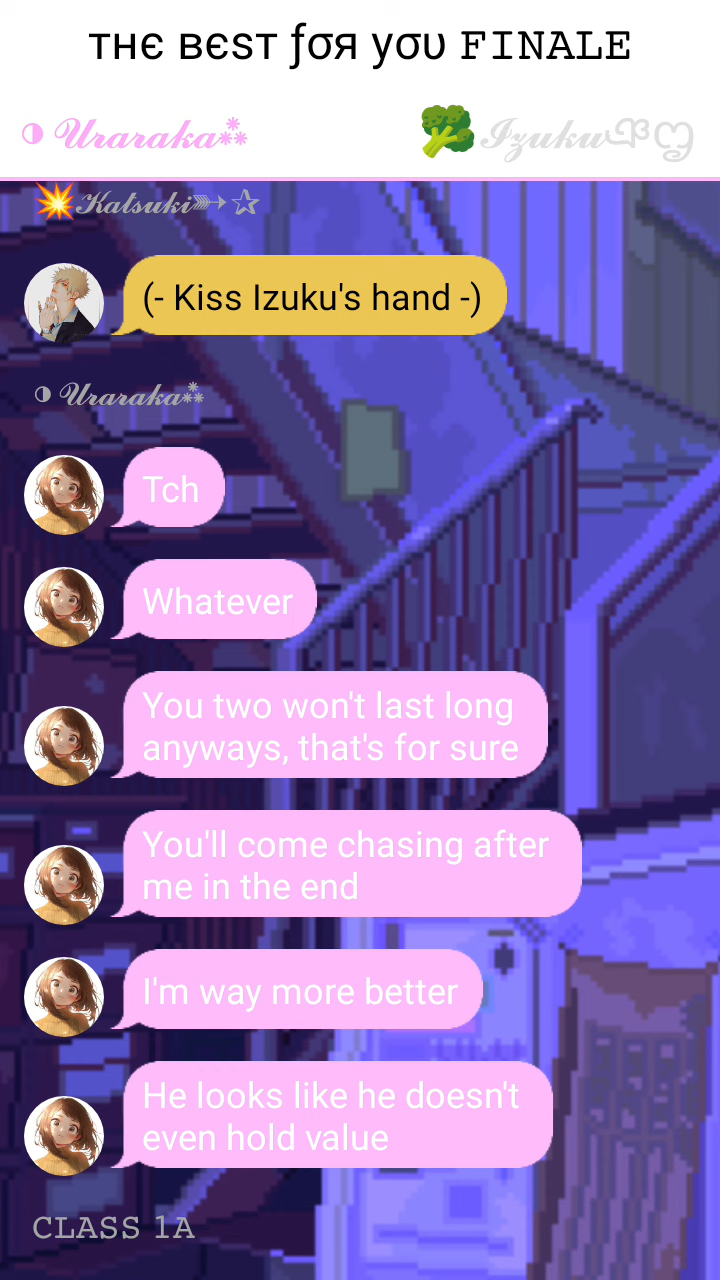 тнє вєѕт ƒσя уσυ 𝙵𝙸𝙽𝙰𝙻𝙴
◑ 𝓤𝓻𝓪𝓻𝓪𝓴𝓪⁂
🥦 𝓘𝔃𝓾𝓴𝓾ঔৣ
💥𝓚𝓪𝓽𝓼𝓾𝓴𝓲➳☆
(- Kiss Izuku's hand -)
◑ 𝓤𝓻𝓪𝓻𝓪𝓴𝓪⁂
Tch
Whatever
You two won't last long
anyways, that's for sure
You'll come chasing after
me in the end
I'm way more better
He looks like he doesn't
even hold value
CLASS 1A